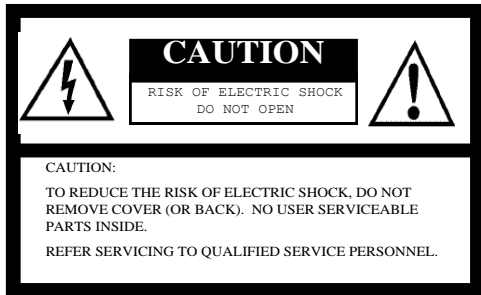 CAUTION
RISK OF ELECTRIC SHOCK
DO NOT OPEN
CAUTION:
TO REDUCE THE RISK OF ELECTRIC SHOCK, DO NOT
REMOVE COVER (OR BACK). NO USER SERVICEABLE
PARTS INSIDE.
REFER SERVICING TO QUALIFIED SERVICE PERSONNEL.